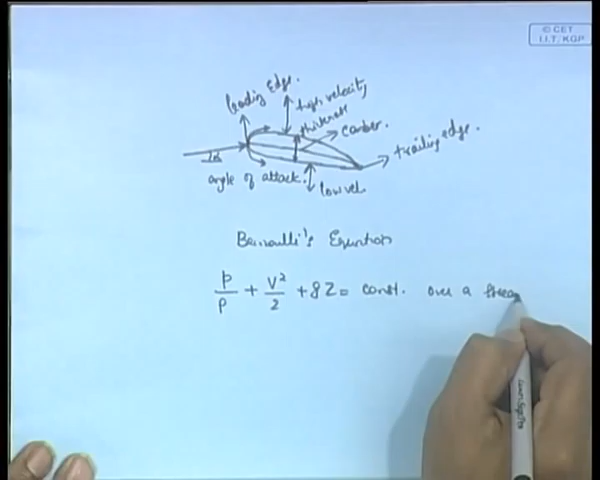 © CET
I.I.T. KGP
leading edge.
high velocity
thickness
camber.
trailing edge.
angle of attack.
low vel.
Bernoulli's Equation
p/ρ + V²/2 + gZ = const. over a strea